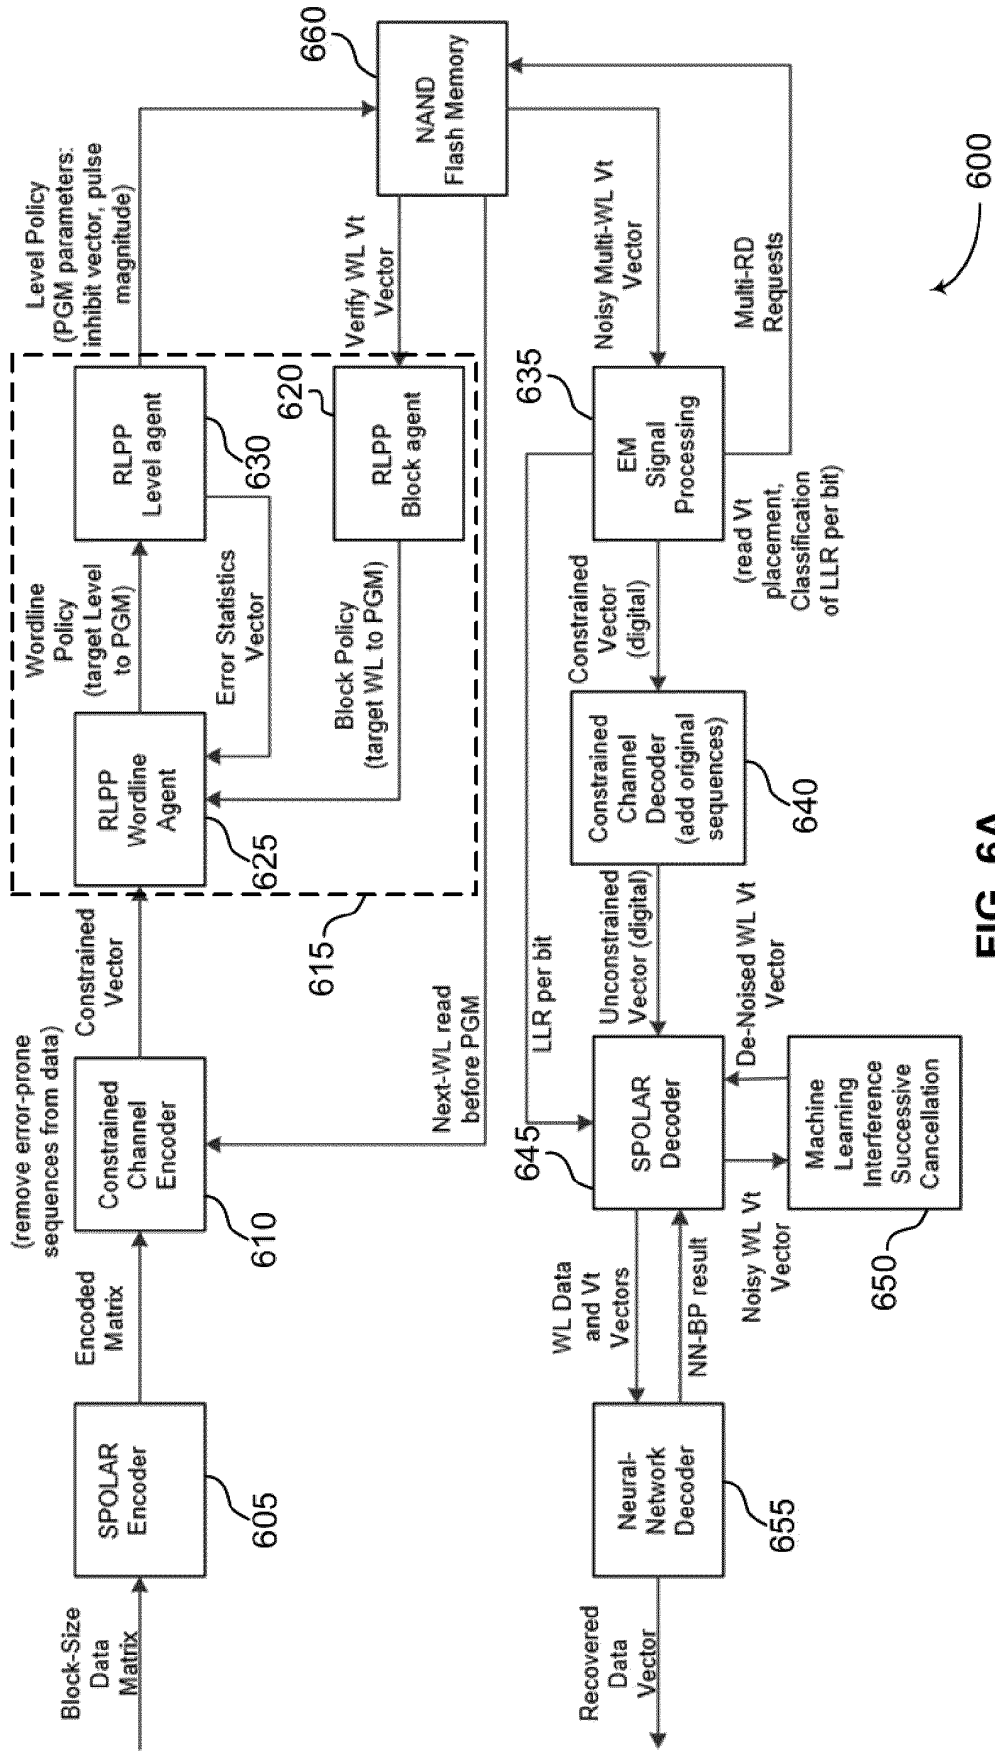 Block-Size
Data
Matrix
SPOLAR
Encoder
605
Encoded
Matrix
(remove error-prone
sequences from data)
Constrained
Channel
Encoder
610
Constrained
Vector
615
RLPP
Wordline
Agent
625
Wordline
Policy
(target Level
to PGM)
Error Statistics
Vector
RLPP
Level agent
630
Block Policy
(target WL to PGM)
RLPP
Block agent
620
Level Policy
(PGM parameters:
inhibit vector, pulse
magnitude)
Verify WL Vt
Vector
Next-WL read
before PGM
NAND
Flash Memory
660
Noisy Multi-WL Vt
Vector
Multi-RD
Requests
EM
Signal
Processing
635
(read Vt
placement,
Classification
of LLR per bit)
Constrained
Vector
(digital)
Constrained
Channel
Decoder
(add original
sequences)
640
LLR per bit
Unconstrained
Vector (digital)
SPOLAR
Decoder
645
De-Noised WL Vt
Vector
Noisy WL Vt
Vector
Machine
Learning
Interference
Successive
Cancellation
650
WL Data
and Vt
Vectors
NN-BP result
Neural-
Network
Decoder
655
Recovered
Data
Vector
600
FIG. 6A